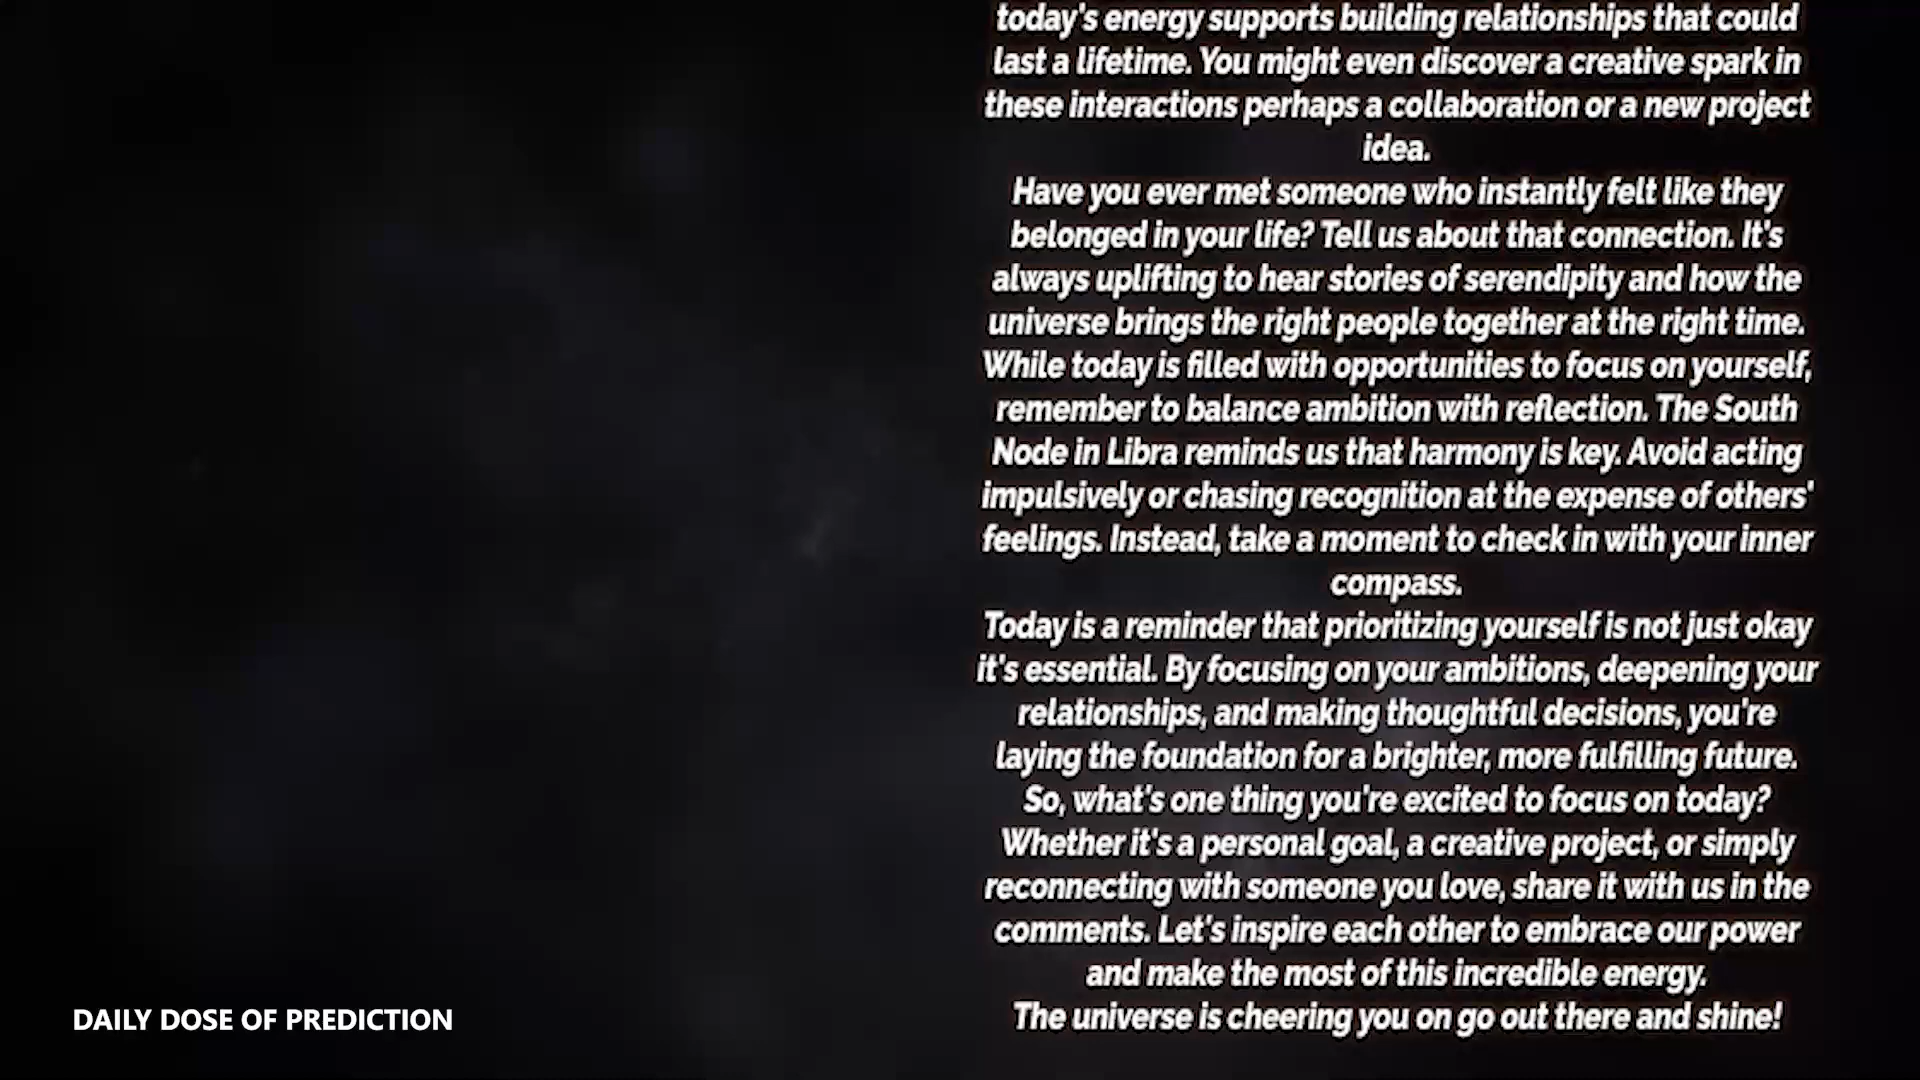 today's energy supports building relationships that could
last a lifetime. You might even discover a creative spark in
these interactions perhaps a collaboration or a new project
idea.
Have you ever met someone who instantly felt like they
belonged in your life? Tell us about that connection. It's
always uplifting to hear stories of serendipity and how the
universe brings the right people together at the right time.
While today is filled with opportunities to focus on yourself,
remember to balance ambition with reflection. The South
Node in Libra reminds us that harmony is key. Avoid acting
impulsively or chasing recognition at the expense of others'
feelings. Instead, take a moment to check in with your inner
compass.
Today is a reminder that prioritizing yourself is not just okay
it's essential. By focusing on your ambitions, deepening your
relationships, and making thoughtful decisions, you're
laying the foundation for a brighter, more fulfilling future.
So, what's one thing you're excited to focus on today?
Whether it's a personal goal, a creative project, or simply
reconnecting with someone you love, share it with us in the
comments. Let's inspire each other to embrace our power
and make the most of this incredible energy.
The universe is cheering you on go out there and shine!
DAILY DOSE OF PREDICTION